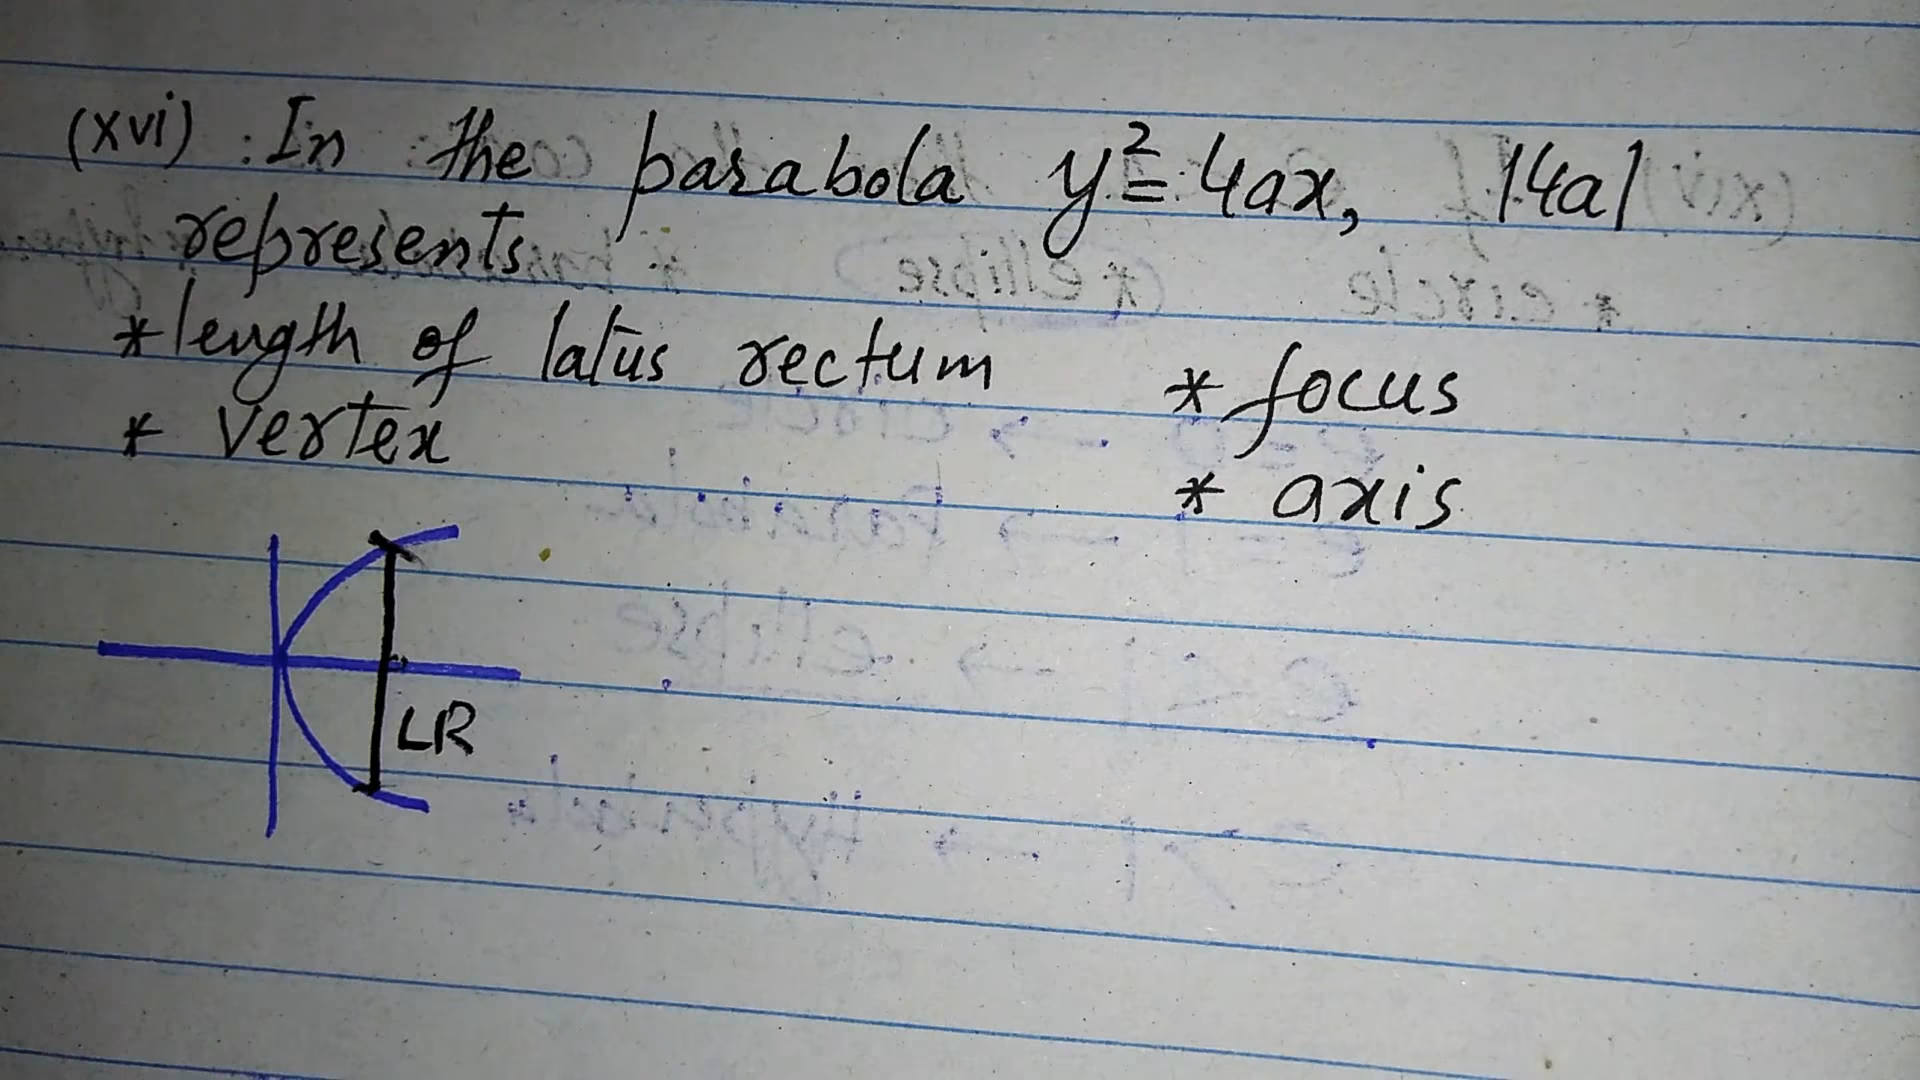 (xvi) : In the parabola y² = 4ax, |4a|
represents
* length of latus rectum * focus
* vertex * axis
LR